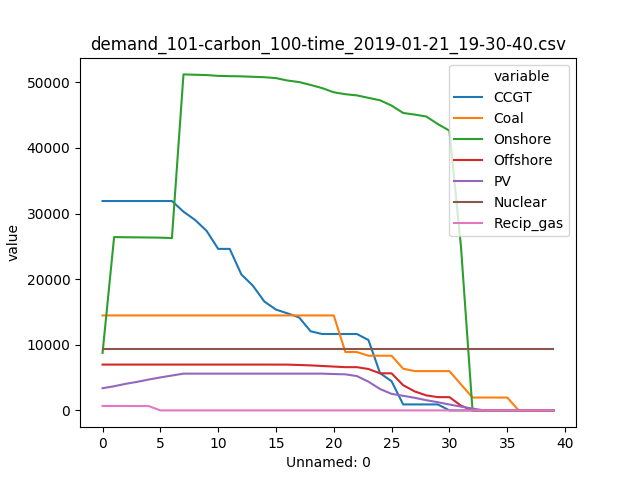 demand_101-carbon_100-time_2019-01-21_19-30-40.csv
variable
CCGT
Coal
Onshore
Offshore
PV
Nuclear
Recip_gas
value
50000
40000
30000
20000
10000
0
0 5 10 15 20 25 30 35 40
Unnamed: 0